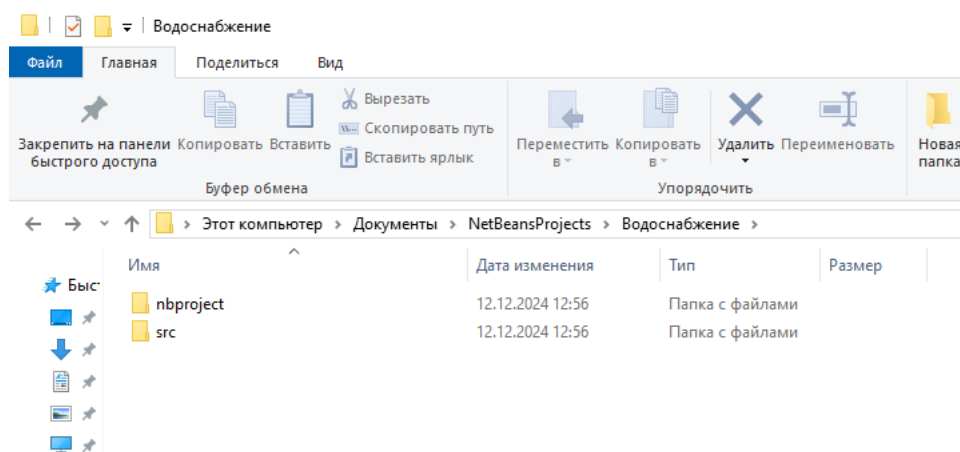 Водоснабжение
Файл Главная Поделиться Вид
Закрепить на панели быстрого доступа
Копировать
Вставить
Вырезать
Скопировать путь
Вставить ярлык
Переместить в
Копировать в
Удалить
Переименовать
Новая папка
Буфер обмена
Упорядочить
Этот компьютер > Документы > NetBeansProjects > Водоснабжение >
Имя Дата изменения Тип Размер
Быс
nbproject 12.12.2024 12:56 Папка с файлами
src 12.12.2024 12:56 Папка с файлами